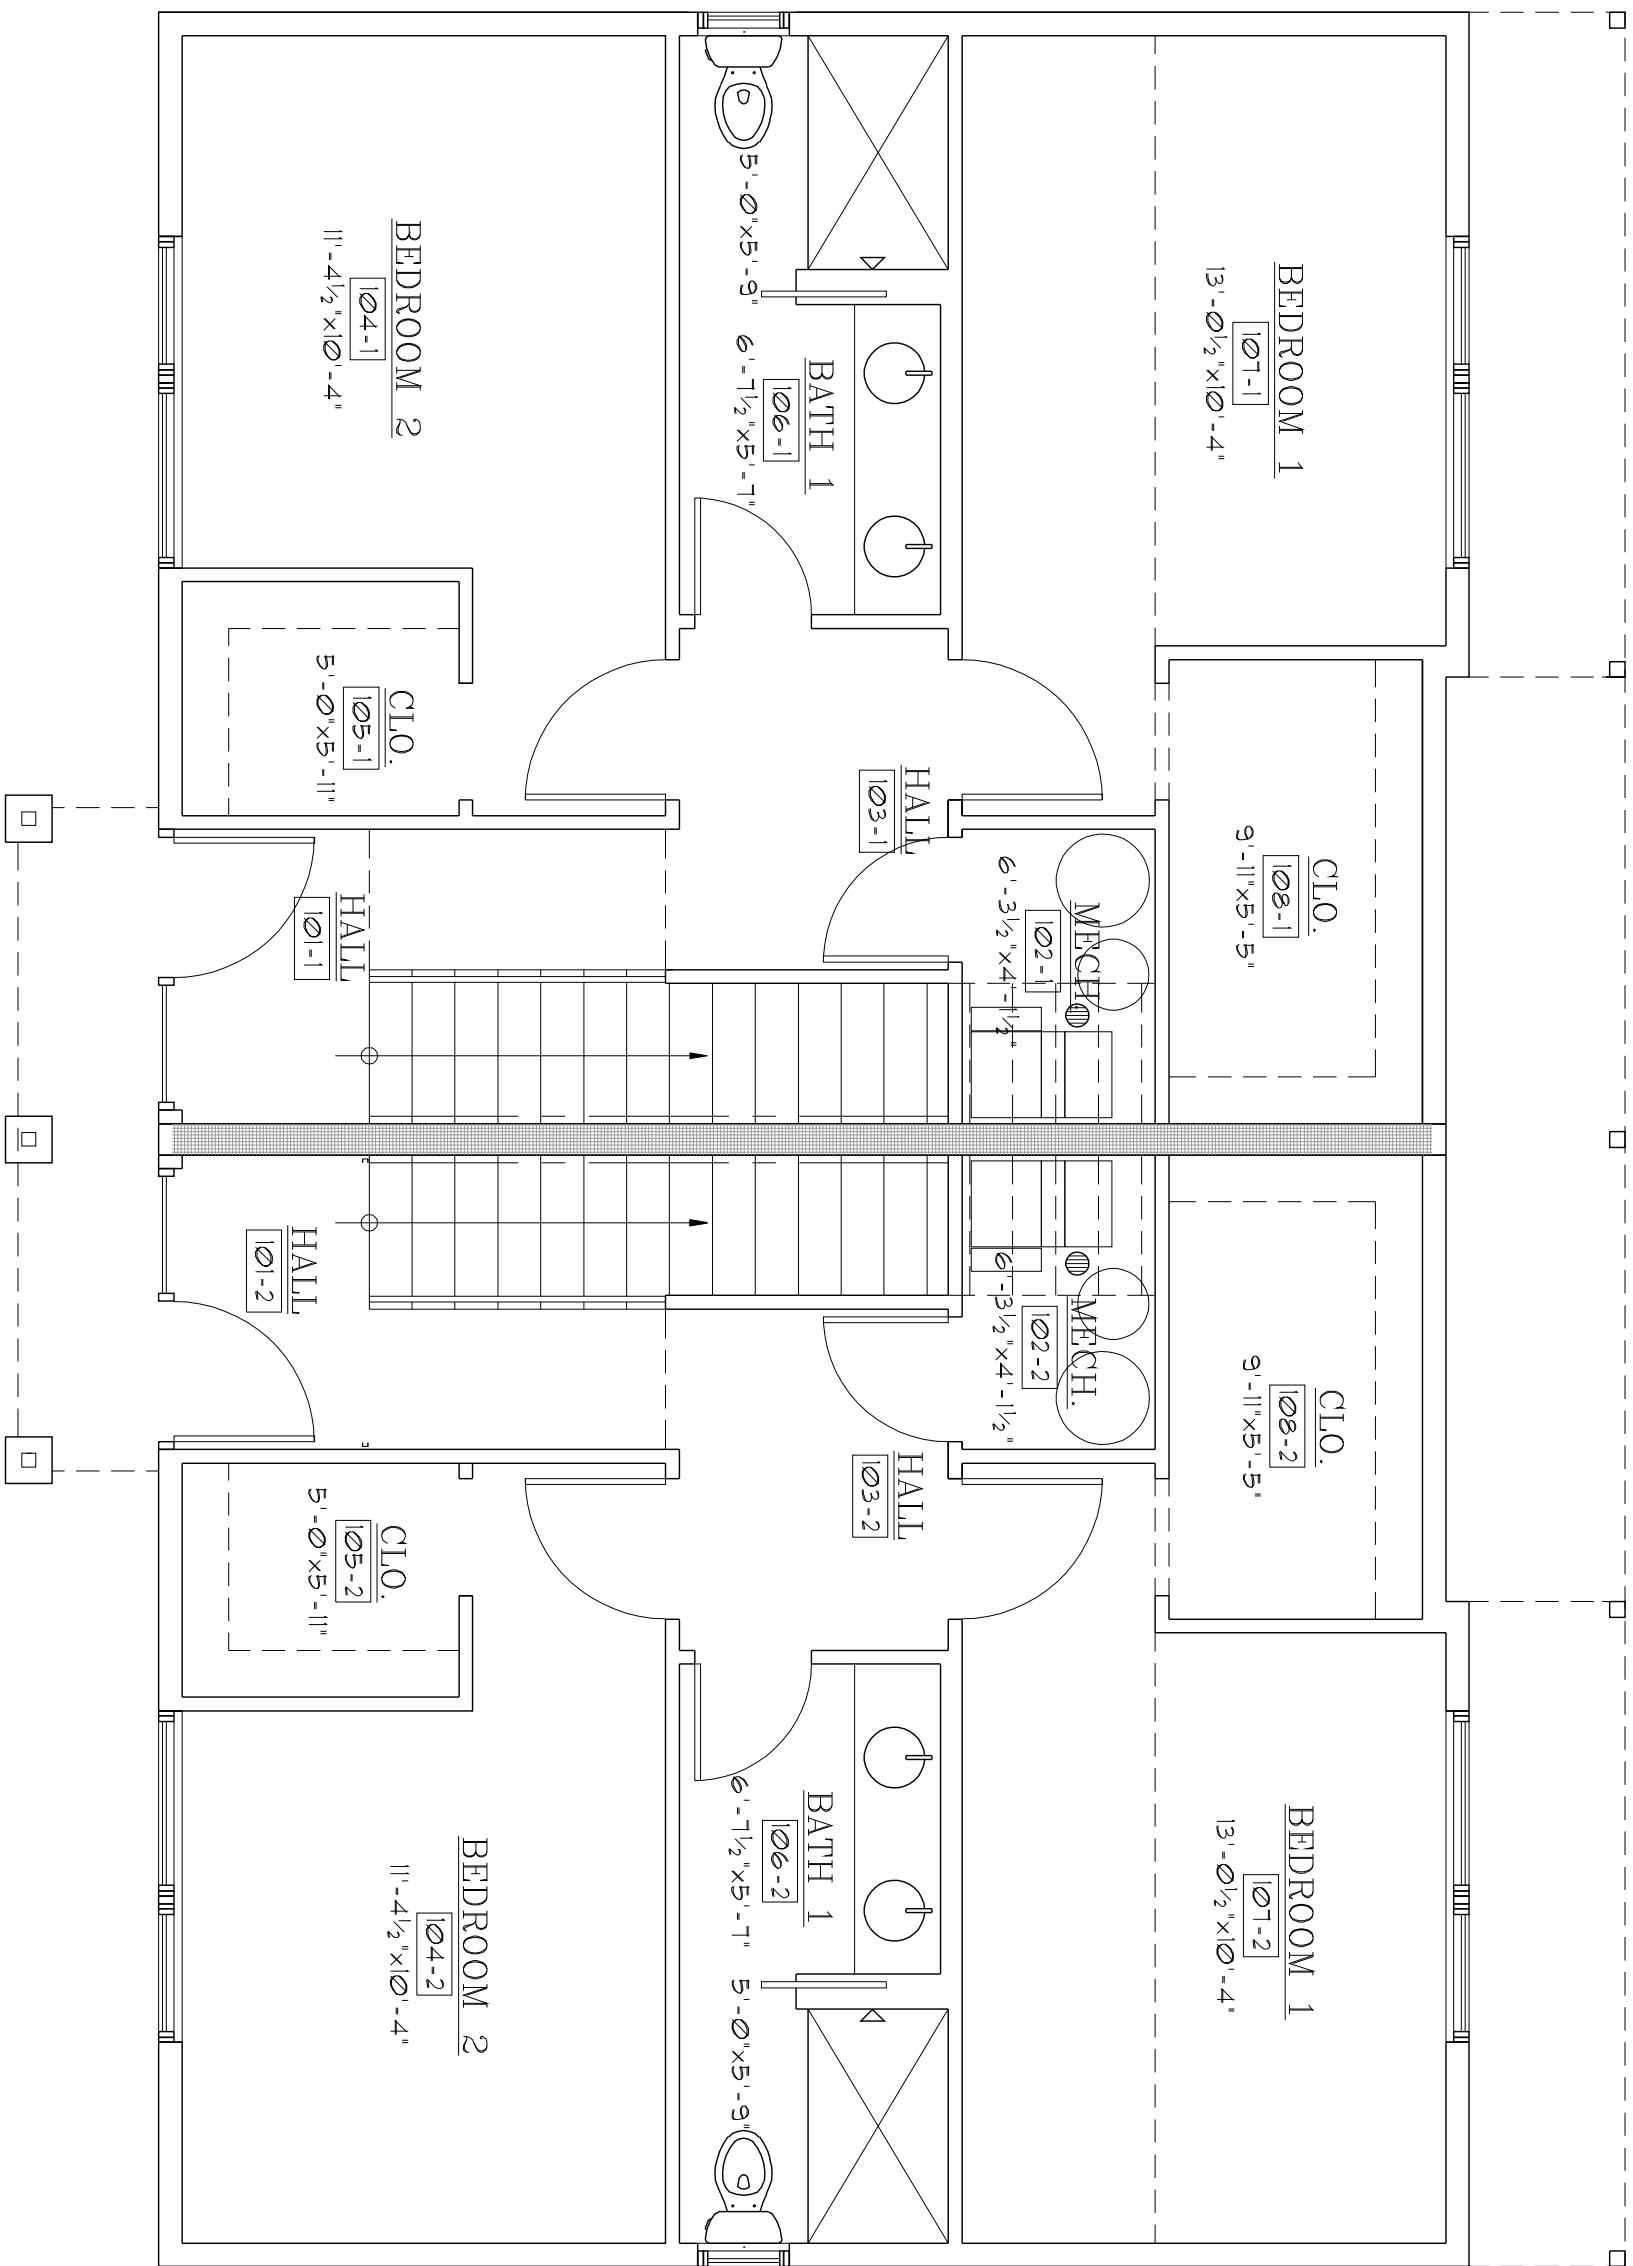 BEDROOM 1
107-1
13'-0½"x10'-4"
CLO.
108-1
9'-11"x5'-5"
CLO.
108-2
9'-11"x5'-5"
BEDROOM 1
107-2
13'-0½"x10'-4"
MECH.
102-1
6'-3½"x4'-1½"
MECH.
102-2
6'-3½"x4'-1½"
HALL
103-1
HALL
103-2
BATH 1
106-1
5'-0"x5'-9"
6'-7½"x5'-7"
BATH 1
106-2
6'-7½"x5'-7"
5'-0"x5'-9"
BEDROOM 2
104-1
11'-4½"x10'-4"
CLO.
105-1
5'-0"x5'-11"
HALL
101-1
HALL
101-2
CLO.
105-2
5'-0"x5'-11"
BEDROOM 2
104-2
11'-4½"x10'-4"